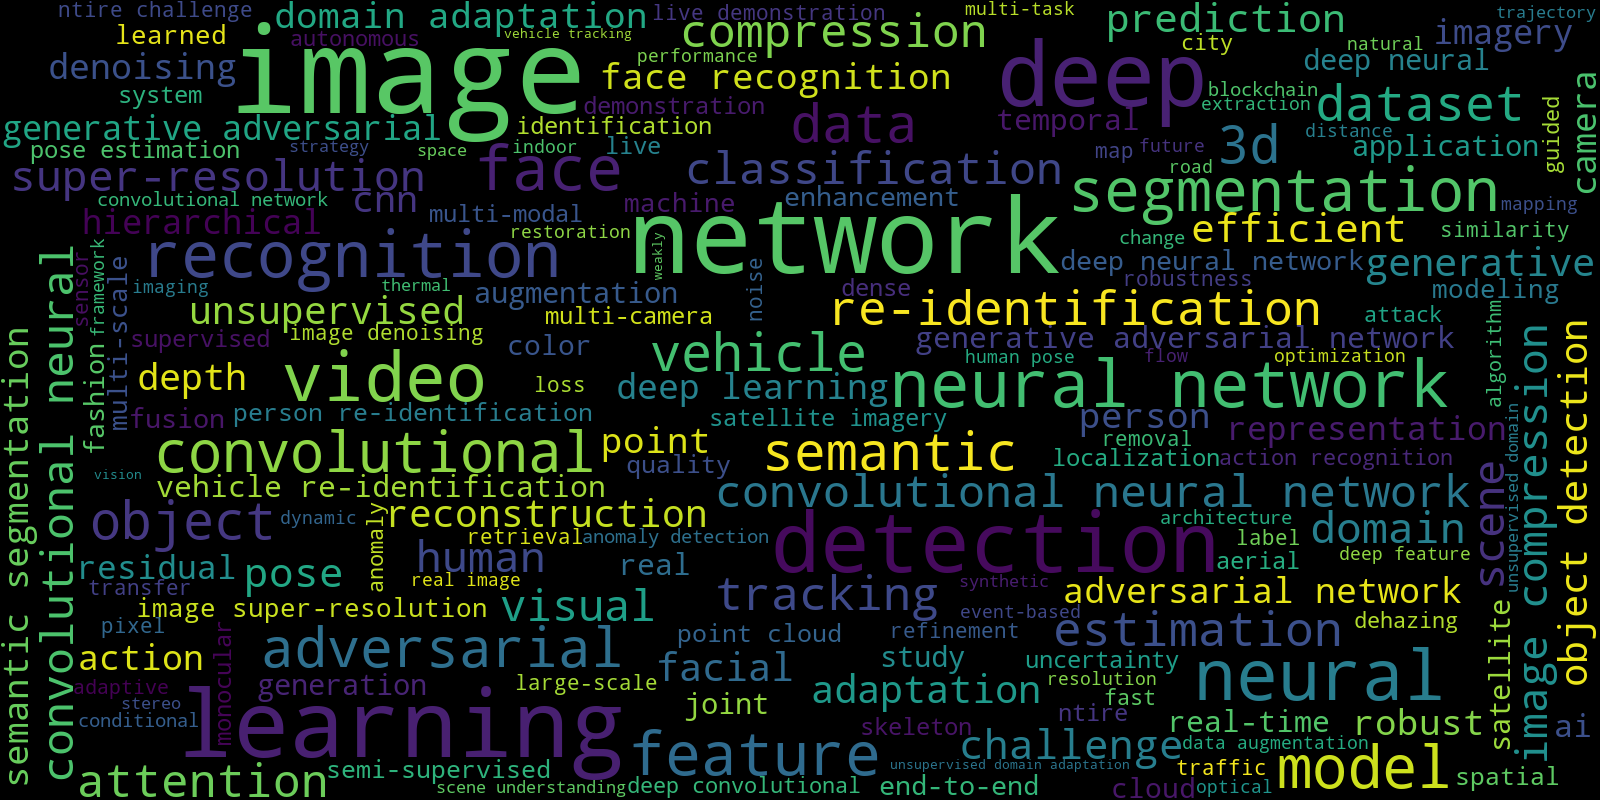 ntire challenge
domain adaptation
live demonstration
multi-task
prediction
trajectory
learned
autonomous
vehicle tracking
compression
city
natural
imagery
denoising
image
performance
face recognition
deep
deep neural
system
demonstration
data
blockchain
extraction
dataset
camera
generative adversarial
identification
temporal
3d
distance
guided
pose estimation
strategy
space
indoor
live
map
future
application
super-resolution
face
classification
road
segmentation
convolutional network
cnn
multi-modal
machine
enhancement
mapping
hierarchical
restoration
network
weakly
change
efficient
similarity
recognition
sensor
framework
multi-scale
imaging
thermal
augmentation
noise
dense
deep neural network
robustness
generative
modeling
unsupervised
image denoising
multi-camera
re-identification
attack
supervised
color
vehicle
generative adversarial network
algorithm
depth
video
loss
human pose
flow
optimization
deep learning
neural network
fashion
fusion
person re-identification
satellite imagery
person
representation
semantic segmentation
convolutional neural
convolutional
point
semantic
removal
localization
action recognition
unsupervised domain
image compression
object detection
vision
quality
vehicle re-identification
convolutional neural network
scene
object
dynamic
anomaly
reconstruction
retrieval
anomaly detection
detection
architecture
label
domain
residual
pose
human
real
aerial
deep feature
transfer
real image
tracking
synthetic
adversarial network
image super-resolution
visual
event-based
pixel
point cloud
refinement
estimation
dehazing
action
monocular
adversarial
facial
study
uncertainty
neural
satellite
adaptive
generation
large-scale
adaptation
resolution
fast
stereo
conditional
learning
joint
skeleton
ntire
real-time
robust
ai
feature
challenge
data augmentation
attention
semi-supervised
unsupervised domain adaptation
traffic
model
spatial
scene understanding
deep convolutional
end-to-end
cloud
optical